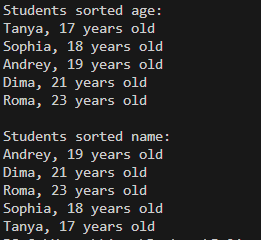 Students sorted age:
Tanya, 17 years old
Sophia, 18 years old
Andrey, 19 years old
Dima, 21 years old
Roma, 23 years old

Students sorted name:
Andrey, 19 years old
Dima, 21 years old
Roma, 23 years old
Sophia, 18 years old
Tanya, 17 years old